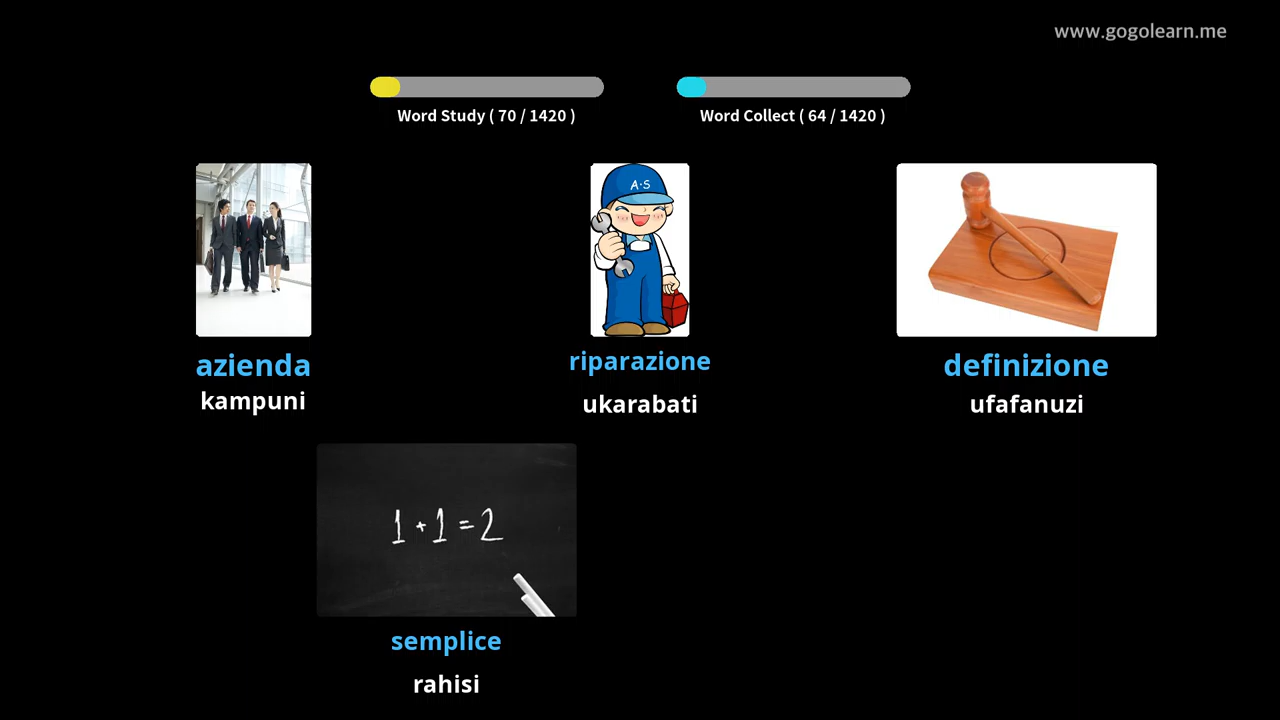 www.gogolearn.me
Word Study ( 70 / 1420 )
Word Collect ( 64 / 1420 )
A·S
azienda
kampuni
riparazione
ukarabati
definizione
ufafanuzi
1 + 1 = 2
semplice
rahisi